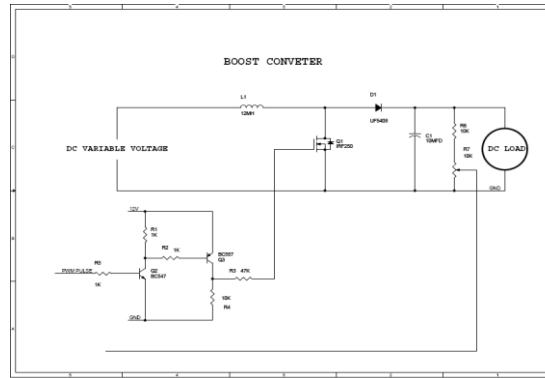 BOOST CONVETER
L1
12MH
D1
UF5408
Q1
IRF250
C1
10MFD
R6
10K
R7
10K
DC LOAD
DC VARIABLE VOLTAGE
GND
12V
R1
1K
R2
1K
BC557
Q3
R3 47K
PWM PULSE
R5
1K
Q2
BC547
10K
R4
GND